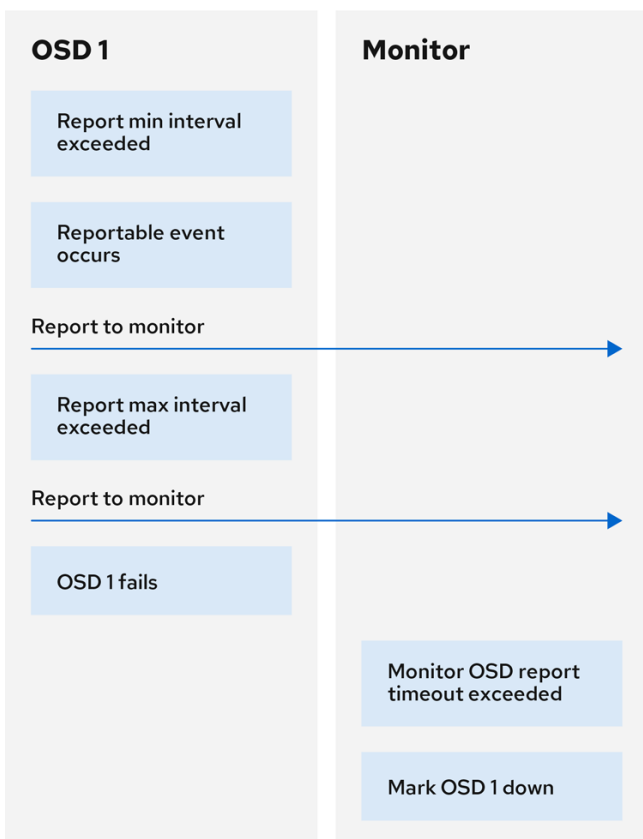 OSD 1
Monitor
Report min interval
exceeded
Reportable event
occurs
Report to monitor
Report max interval
exceeded
Report to monitor
OSD 1 fails
Monitor OSD report
timeout exceeded
Mark OSD 1 down